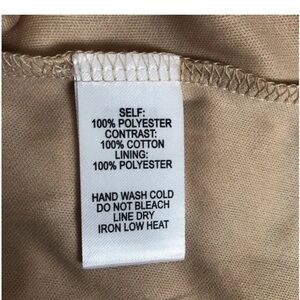 SELF:
100% POLYESTER
CONTRAST:
100% COTTON
LINING:
100% POLYESTER
HAND WASH COLD
DO NOT BLEACH
LINE DRY
IRON LOW HEAT